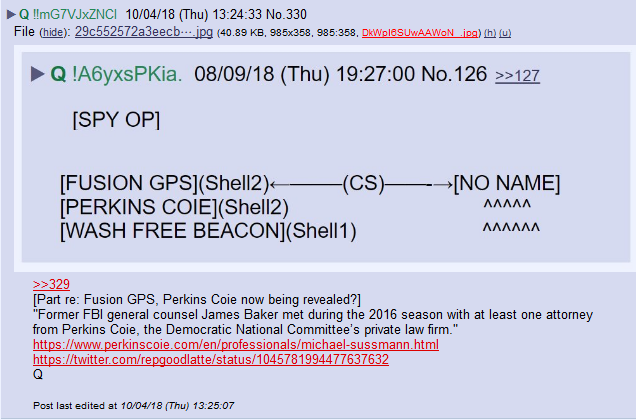 ▶ Q !!mG7VJxZNCI 10/04/18 (Thu) 13:24:33 No.330
File (hide): 29c552572a3eecb⋯.jpg (40.89 KB, 985x358, 985:358, DkWpI6SUwAAWoN_.jpg) (h) (u)
▶ Q !A6yxsPKia. 08/09/18 (Thu) 19:27:00 No.126 >>127
[SPY OP]
[FUSION GPS](Shell2)←———(CS)——-→[NO NAME]
[PERKINS COIE](Shell2) ^^^^^
[WASH FREE BEACON](Shell1) ^^^^^^
>>329
[Part re: Fusion GPS, Perkins Coie now being revealed?]
"Former FBI general counsel James Baker met during the 2016 season with at least one attorney
from Perkins Coie, the Democratic National Committee's private law firm."
https://www.perkinscoie.com/en/professionals/michael-sussmann.html
https://twitter.com/repgoodlatte/status/1045781994477637632
Q
Post last edited at 10/04/18 (Thu) 13:25:07